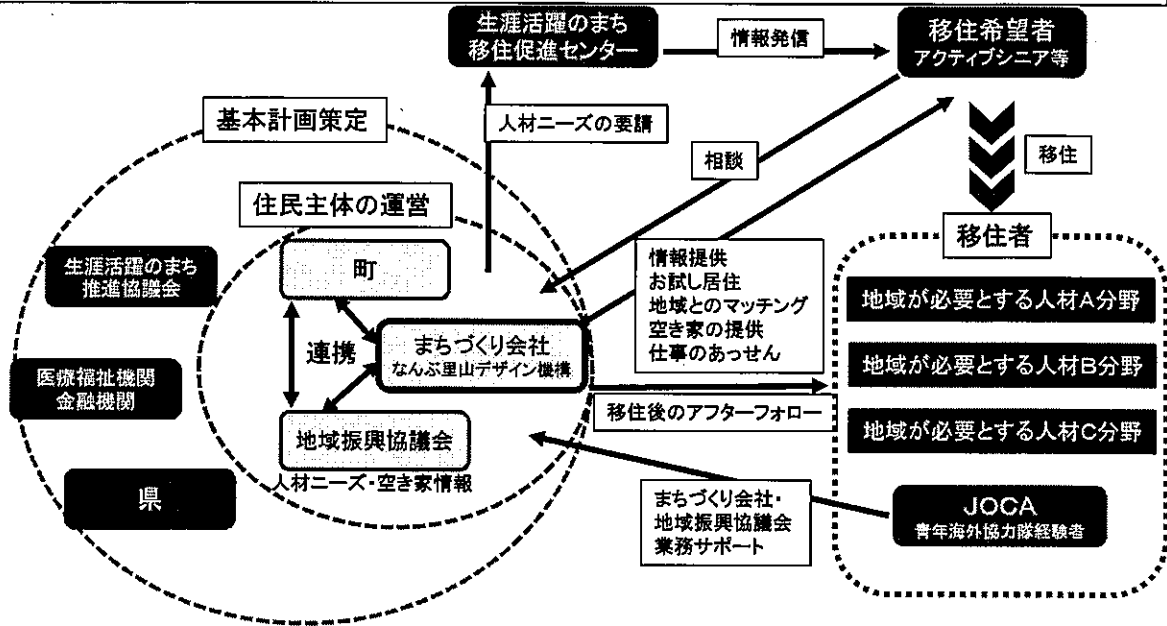 生涯活躍のまち
移住促進センター
情報発信
移住希望者
アクティブシニア等
基本計画策定
人材ニーズの要請
相談
移住
住民主体の運営
移住者
生涯活躍のまち
推進協議会
町
情報提供
お試し居住
地域とのマッチング
空き家の提供
仕事のあっせん
地域が必要とする人材A分野
連携
まちづくり会社
なんぶ里山デザイン機構
地域が必要とする人材B分野
医療福祉機関
金融機関
移住後のアフターフォロー
地域が必要とする人材C分野
地域振興協議会
人材ニーズ・空き家情報
県
まちづくり会社・
地域振興協議会
業務サポート
JOCA
青年海外協力隊経験者